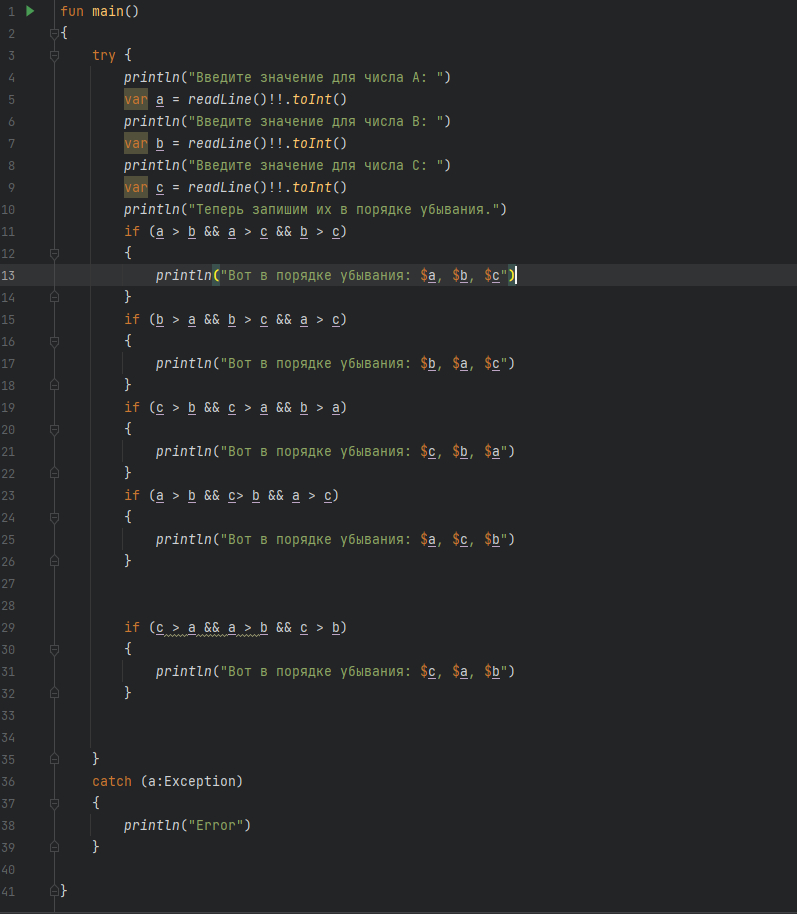 1 fun main()
2 {
3 try {
4 println("Введите значение для числа A: ")
5 var a = readLine()!!.toInt()
6 println("Введите значение для числа B: ")
7 var b = readLine()!!.toInt()
8 println("Введите значение для числа C: ")
9 var c = readLine()!!.toInt()
10 println("Теперь запишим их в порядке убывания.")
11 if (a > b && a > c && b > c)
12 {
13 println("Вот в порядке убывания: $a, $b, $c")
14 }
15 if (b > a && b > c && a > c)
16 {
17 println("Вот в порядке убывания: $b, $a, $c")
18 }
19 if (c > b && c > a && b > a)
20 {
21 println("Вот в порядке убывания: $c, $b, $a")
22 }
23 if (a > b && c> b && a > c)
24 {
25 println("Вот в порядке убывания: $a, $c, $b")
26 }
27
28
29 if (c > a && a > b && c > b)
30 {
31 println("Вот в порядке убывания: $c, $a, $b")
32 }
33
34
35 }
36 catch (a:Exception)
37 {
38 println("Error")
39 }
40
41 }